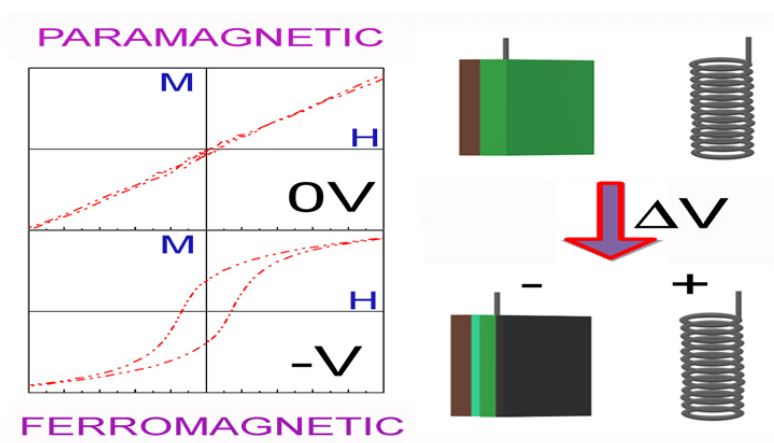 PARAMAGNETIC
M
H
0V
M
H
-V
FERROMAGNETIC
ΔV
- +